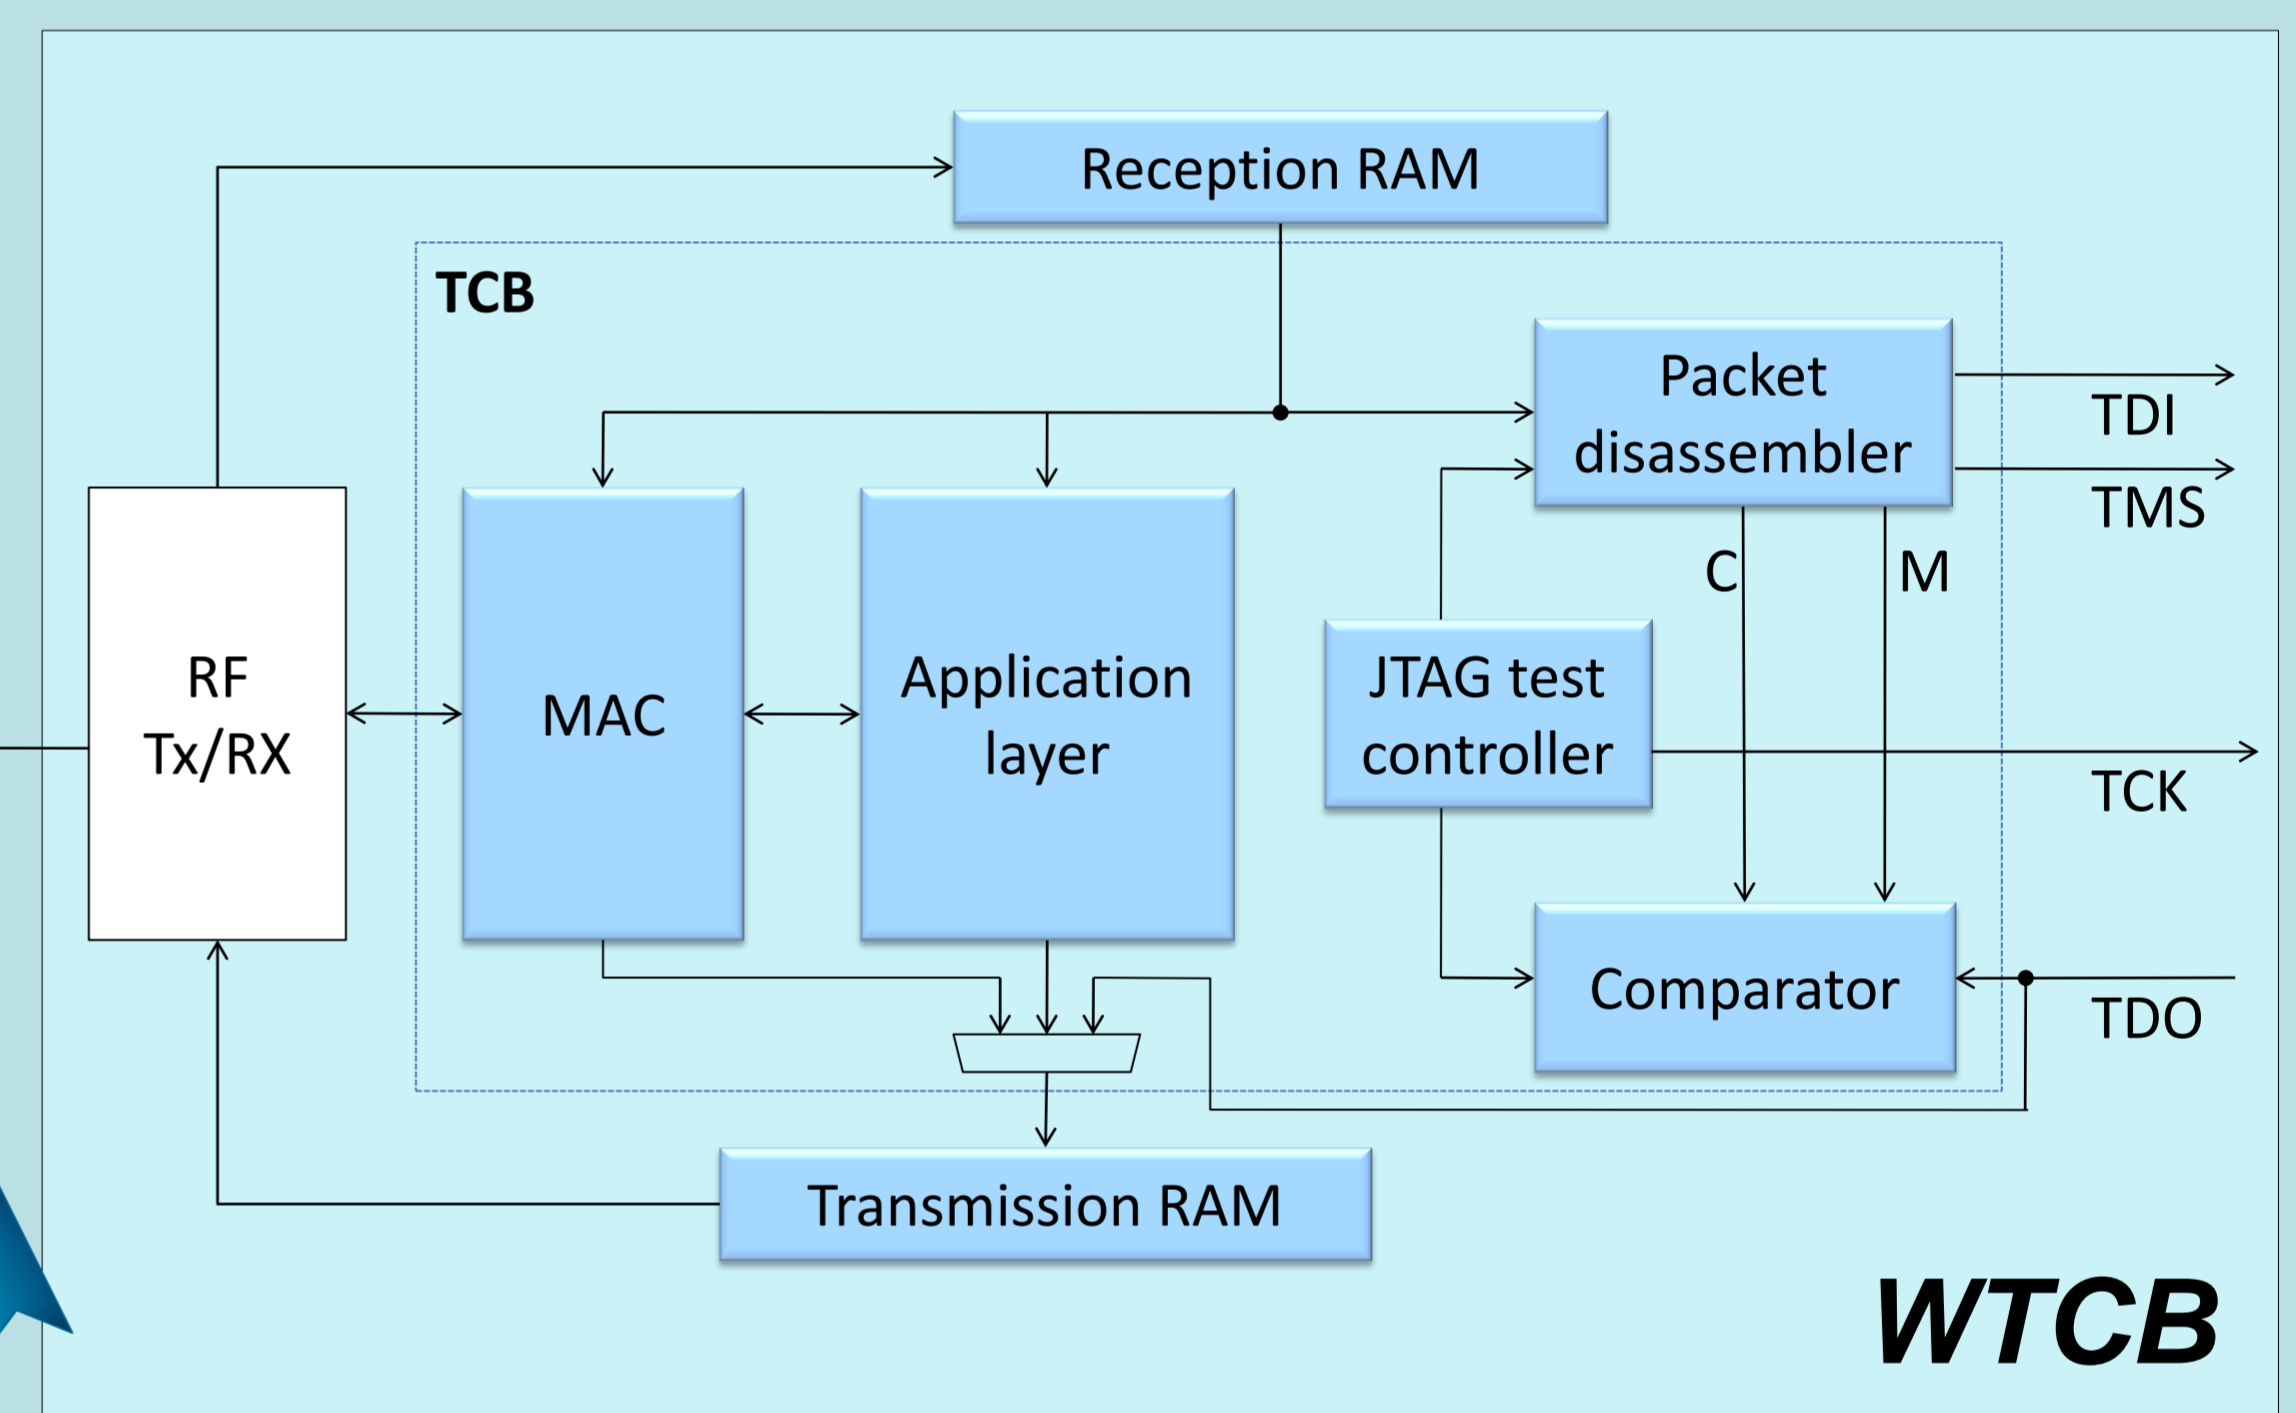 Reception RAM
TCB
Packet
disassembler
TDI
TMS
C
M
RF
Tx/RX
MAC
Application
layer
JTAG test
controller
TCK
Comparator
TDO
Transmission RAM
WTCB